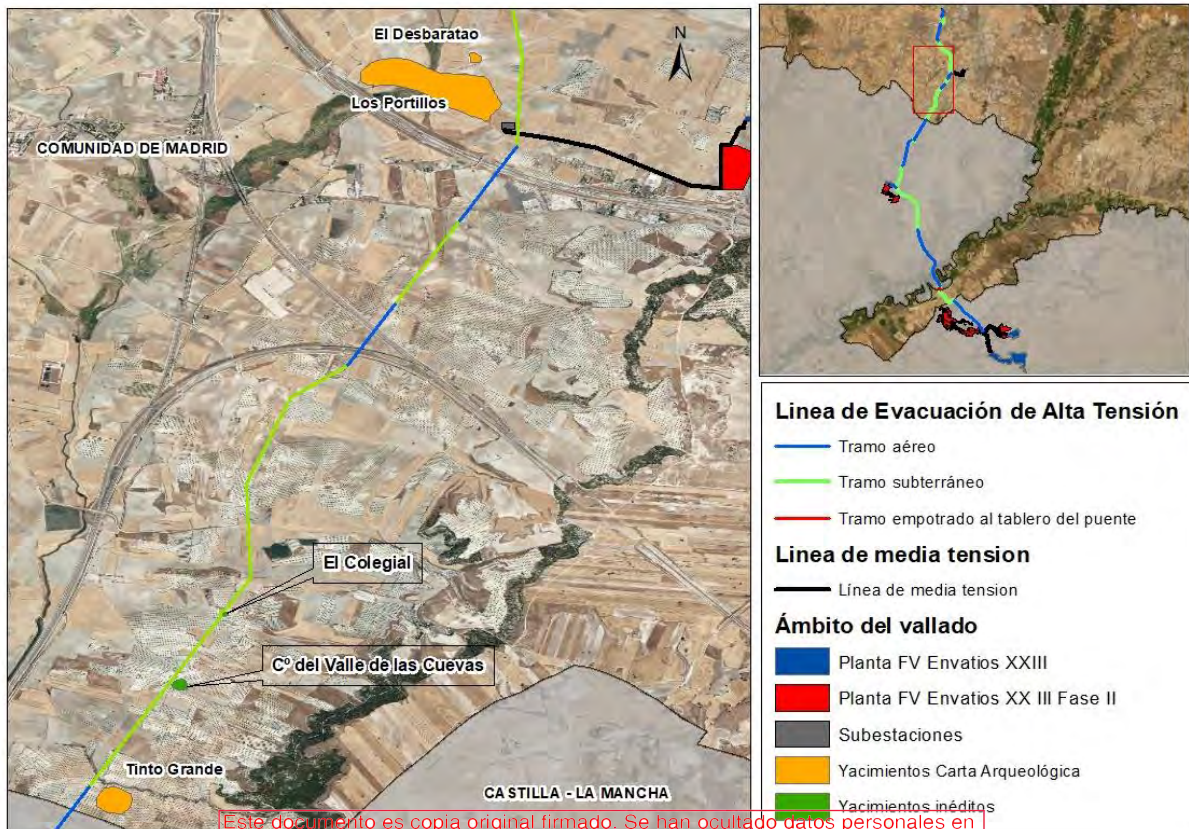 El Desbaratao
N
Los Portillos
COMUNIDAD DE MADRID
El Colegial
Cº del Valle de las Cuevas
Tinto Grande
CASTILLA - LA MANCHA
Linea de Evacuación de Alta Tensión
Tramo aéreo
Tramo subterráneo
Tramo empotrado al tablero del puente
Linea de media tension
Línea de media tension
Ámbito del vallado
Planta FV Envatios XXIII
Planta FV Envatios XX III Fase II
Subestaciones
Yacimientos Carta Arqueológica
Yacimientos inéditos
Este documento es copia original firmado. Se han ocultado datos personales en